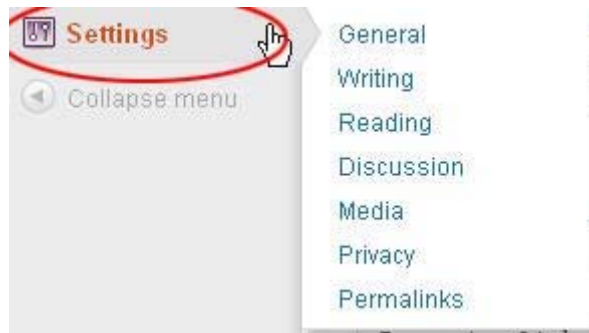 Settings
Collapse menu
General
Writing
Reading
Discussion
Media
Privacy
Permalinks